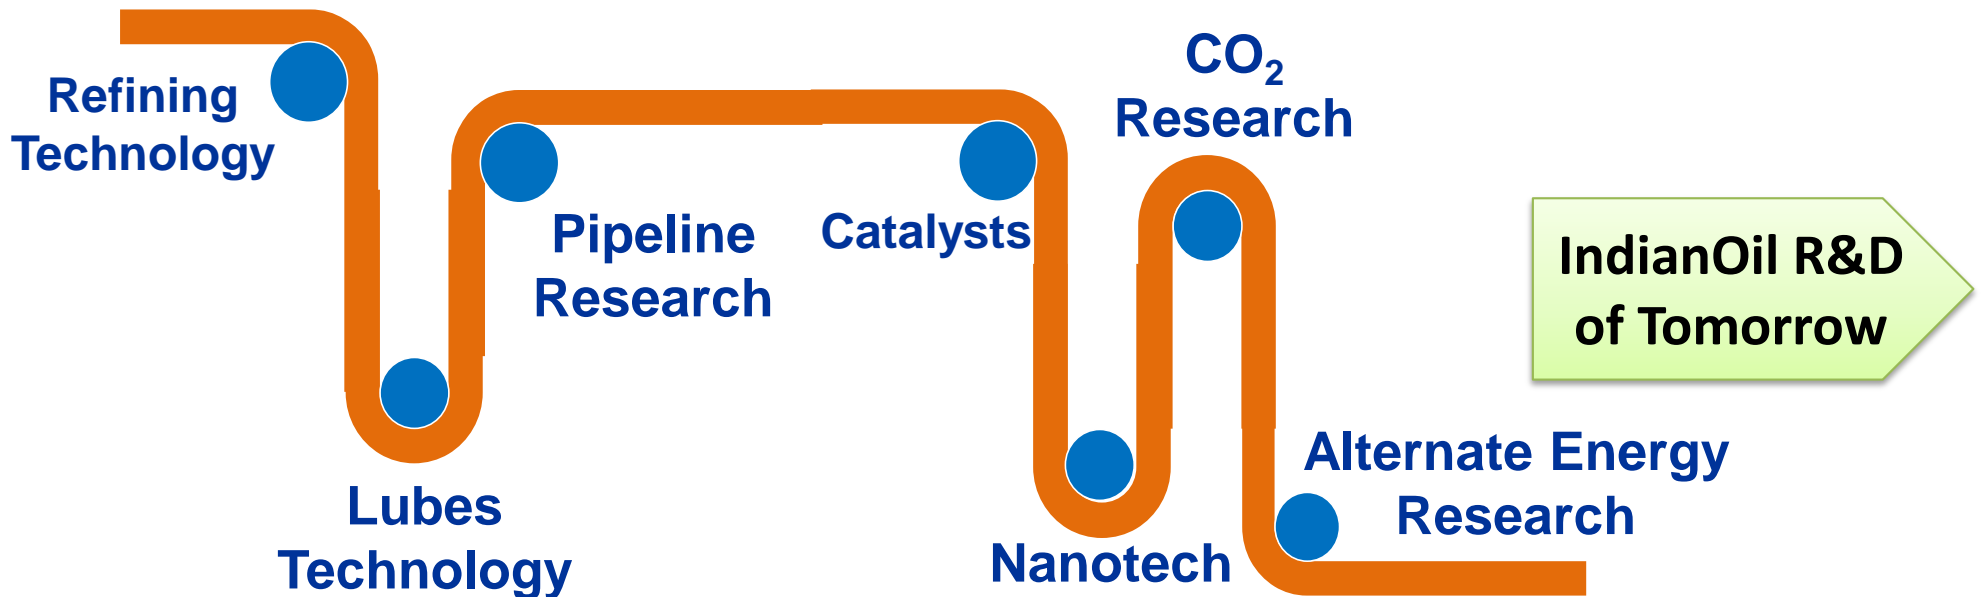 Refining
Technology
Lubes
Technology
Pipeline
Research
Catalysts
Nanotech
CO₂
Research
Alternate Energy
Research
IndianOil R&D
of Tomorrow